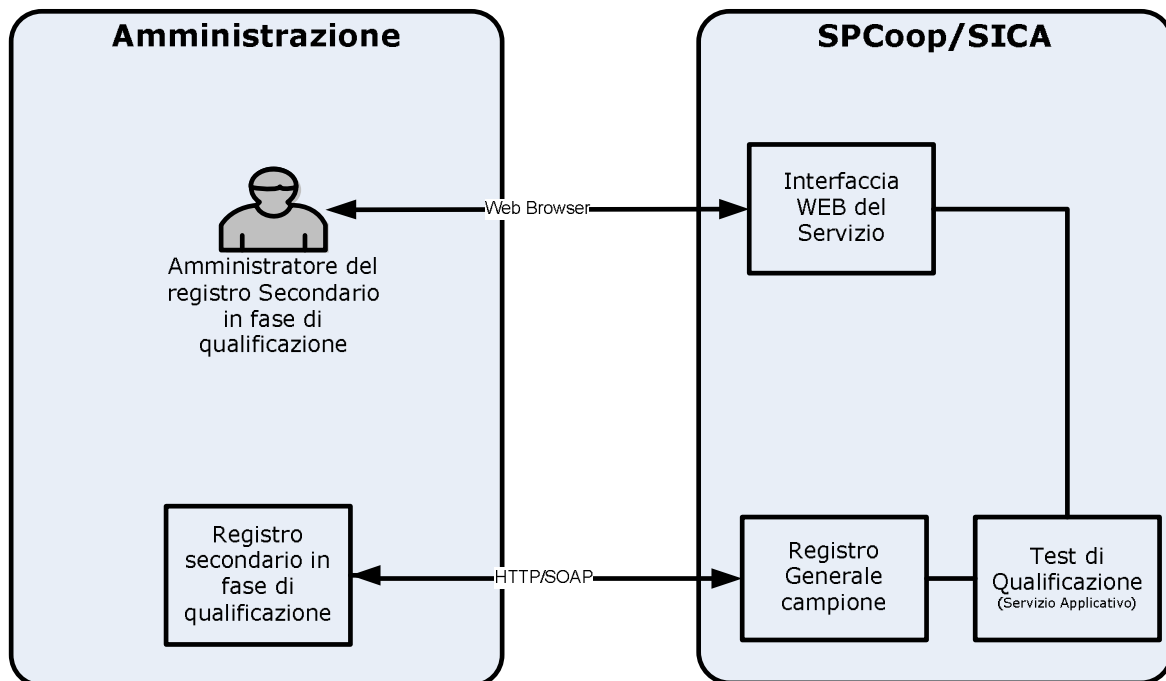 Amministrazione
SPCoop/SICA
Interfaccia
WEB del
Servizio
Web Browser
Amministratore del
registro Secondario
in fase di
qualificazione
Registro
secondario in
fase di
qualificazione
HTTP/SOAP
Registro
Generale
campione
Test di
Qualificazione
(Servizio Applicativo)